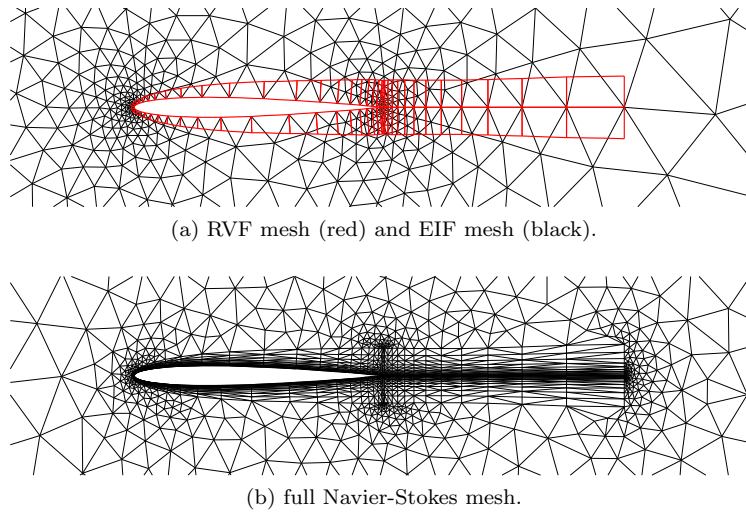 (a) RVF mesh (red) and EIF mesh (black).
(b) full Navier-Stokes mesh.